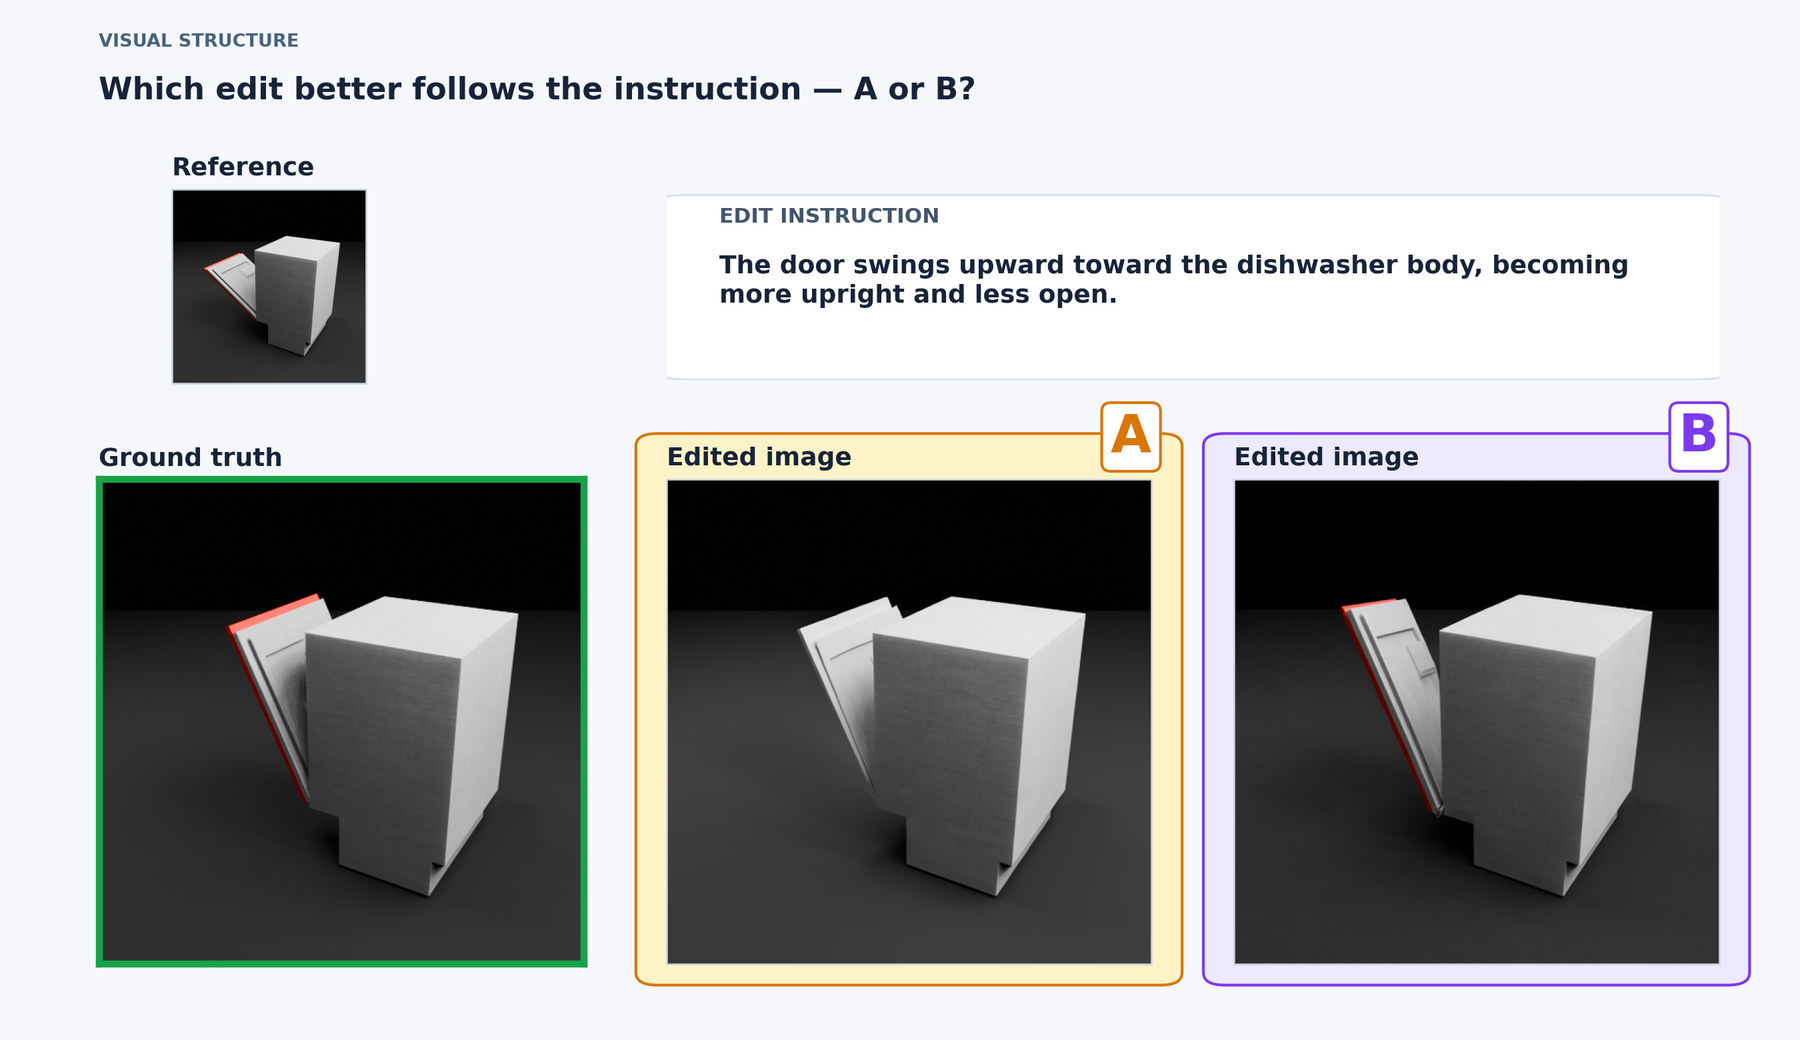 VISUAL STRUCTURE
Which edit better follows the instruction — A or B?
Reference
EDIT INSTRUCTION
The door swings upward toward the dishwasher body, becoming
more upright and less open.
Ground truth
Edited image
A
Edited image
B